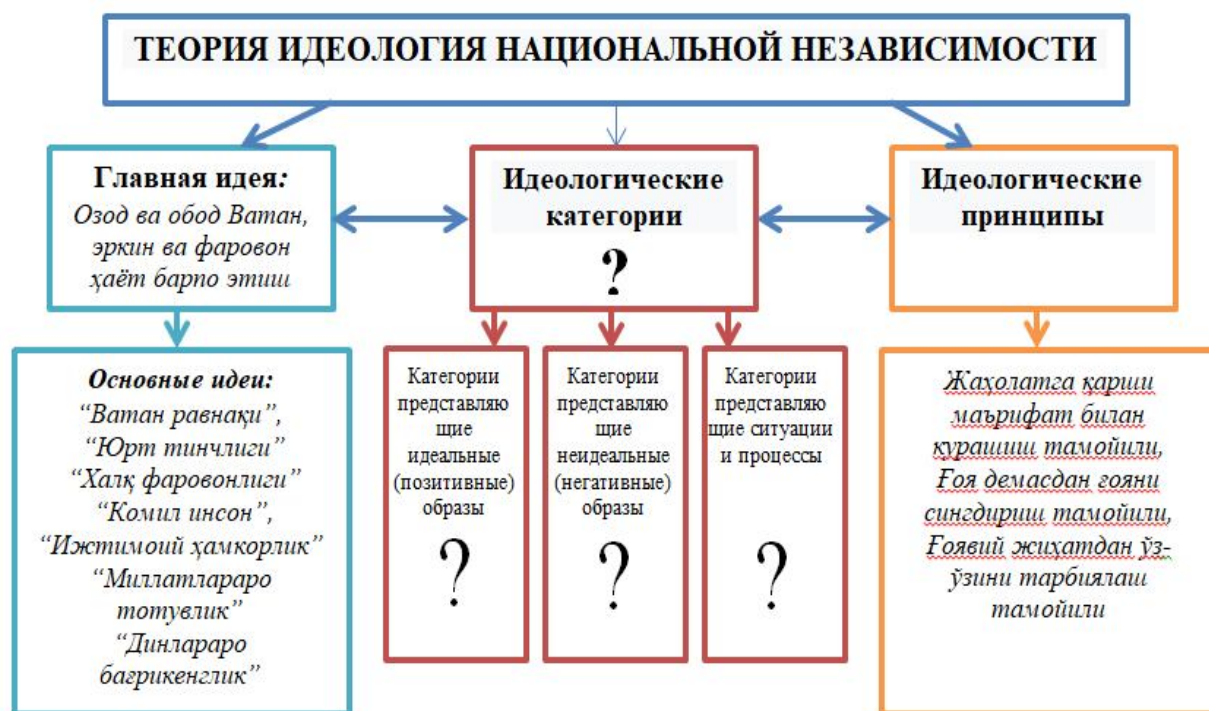 ТЕОРИЯ ИДЕОЛОГИЯ НАЦИОНАЛЬНОЙ НЕЗАВИСИМОСТИ
Главная идея:
Озод ва обод Ватан,
эркин ва фаровон
ҳаёт барпо этиш
Идеологические
категории
?
Идеологические
принципы
Основные идеи:
“Ватан равнақи”,
“Юрт тинчлиги”
“Халқ фаровонлиги”
“Комил инсон”,
“Ижтимоий ҳамкорлик”
“Миллатлараро
тотувлик”
“Динлараро
бағрикенглик”
Категории
представляю
щие
идеальные
(позитивные)
образы
?
Категории
представляю
щие
неидеальные
(негативные)
образы
?
Категории
представляю
щие ситуации
и процессы
?
Жаҳолатга қарши
маърифат билан
курашиш тамойили,
Ғоя демасдан ғояни
сингдириш тамойили,
Ғоявий жиҳатдан ўз-
ўзини тарбиялаш
тамойили